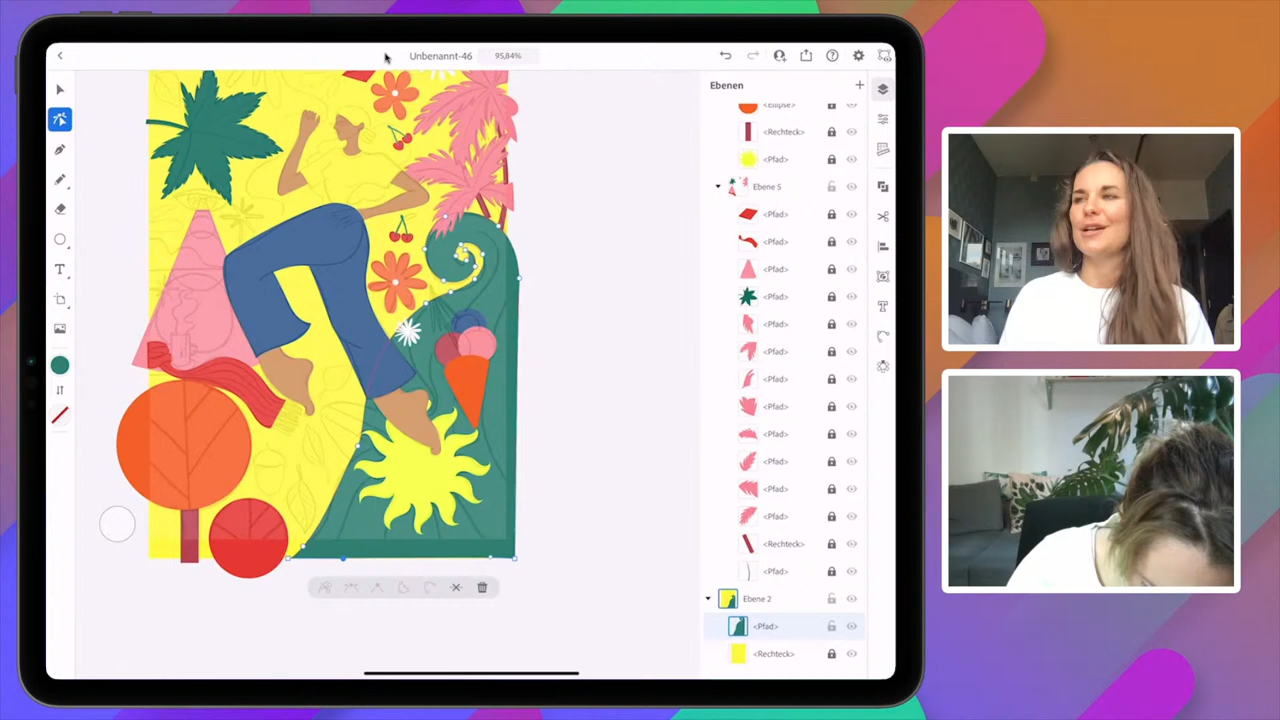 Unbenannt-46
95,84%
Ebenen
<Ellipse>
<Rechteck>
<Pfad>
Ebene 5
<Pfad>
<Pfad>
<Pfad>
<Pfad>
<Pfad>
<Pfad>
<Pfad>
<Pfad>
<Pfad>
<Pfad>
<Pfad>
<Pfad>
<Rechteck>
<Pfad>
Ebene 2
<Pfad>
<Rechteck>